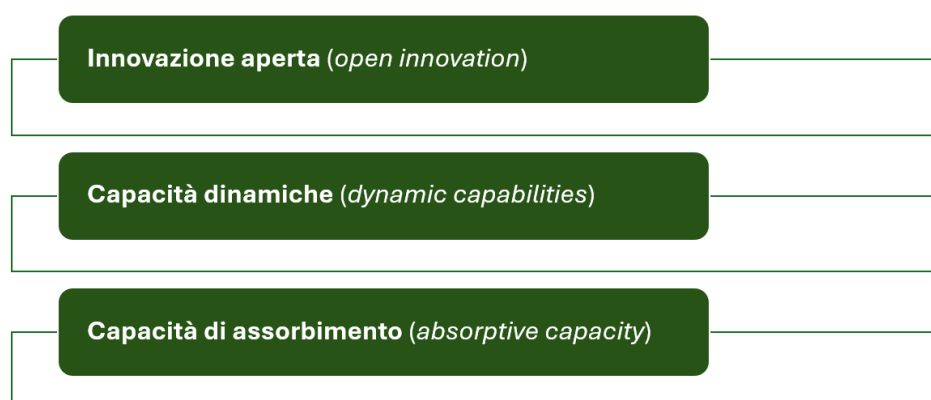 Innovazione aperta (open innovation)
Capacità dinamiche (dynamic capabilities)
Capacità di assorbimento (absorptive capacity)